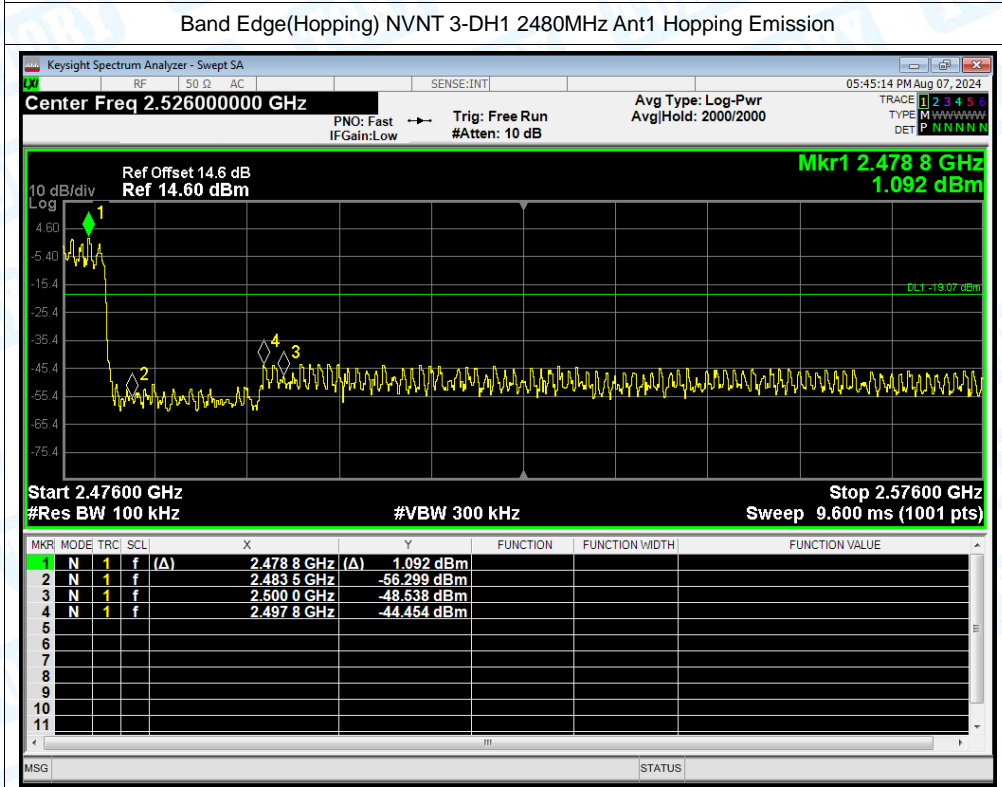 Band Edge(Hopping) NVNT 3-DH1 2480MHz Ant1 Hopping Emission
Keysight Spectrum Analyzer - Swept SA
LXI RF 50 Ω AC SENSE:INT 05:45:14 PM Aug 07, 2024
Center Freq 2.526000000 GHz
PNO: Fast
IFGain:Low
Trig: Free Run
#Atten: 10 dB
Avg Type: Log-Pwr
Avg|Hold: 2000/2000
TRACE 1 2 3 4 5 6
TYPE M WWWWW
DET P N N N N N
Ref Offset 14.6 dB
Ref 14.60 dBm
10 dB/div
Log
Mkr1 2.478 8 GHz
1.092 dBm
1
4.60
-5.40
-15.4
DL1 -19.07 dBm
-25.4
-35.4
4
3
-45.4
2
-55.4
-65.4
-75.4
Start 2.47600 GHz
Stop 2.57600 GHz
#Res BW 100 kHz
#VBW 300 kHz
Sweep 9.600 ms (1001 pts)
MKR MODE TRC SCL X Y FUNCTION FUNCTION WIDTH FUNCTION VALUE
1 N 1 f (Δ) 2.478 8 GHz (Δ) 1.092 dBm
2 N 1 f 2.483 5 GHz -56.299 dBm
3 N 1 f 2.500 0 GHz -48.538 dBm
4 N 1 f 2.497 8 GHz -44.454 dBm
5
6
7
8
9
10
11
MSG STATUS